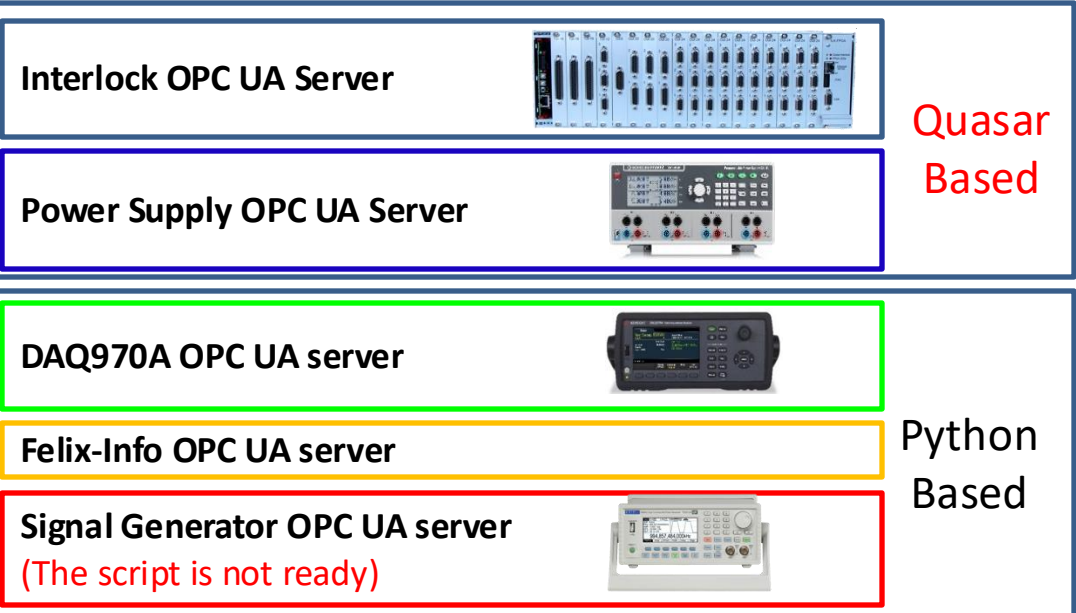 Interlock OPC UA Server
Quasar
Based
Power Supply OPC UA Server
DAQ970A OPC UA server
Felix-Info OPC UA server
Python
Based
Signal Generator OPC UA server
(The script is not ready)